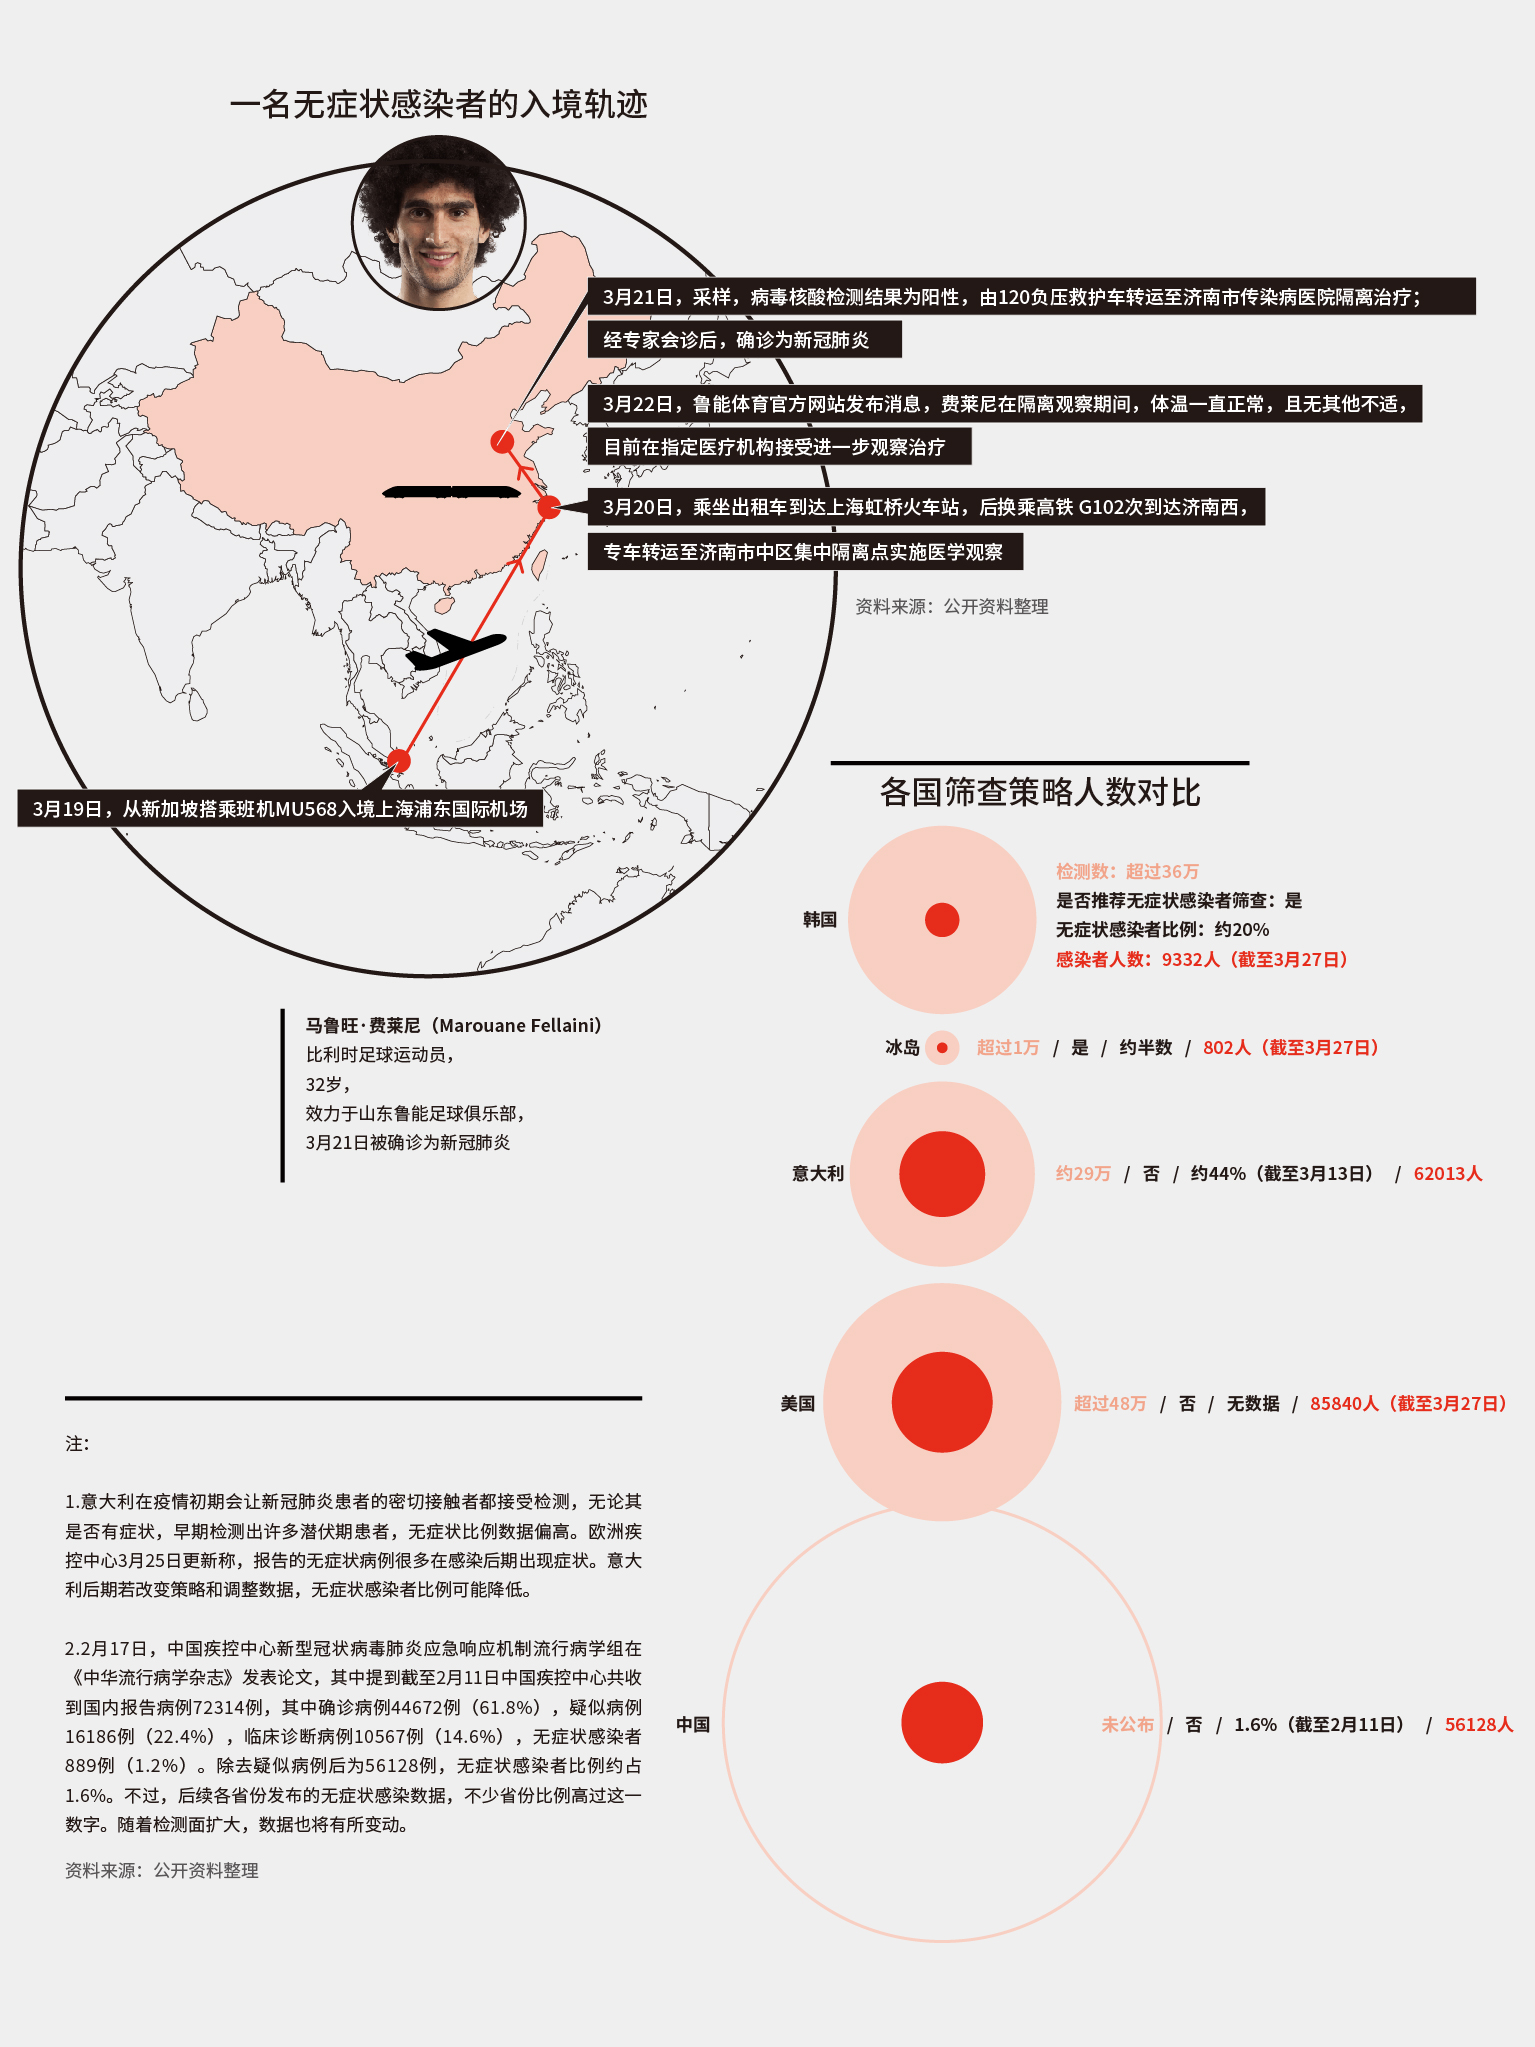 一名无症状感染者的入境轨迹
3月21日，采样，病毒核酸检测结果为阳性，由120负压救护车转运至济南市传染病医院隔离治疗；
经专家会诊后，确诊为新冠肺炎
3月22日，鲁能体育官方网站发布消息，费莱尼在隔离观察期间，体温一直正常，且无其他不适，
目前在指定医疗机构接受进一步观察治疗
3月20日，乘坐出租车到达上海虹桥火车站，后换乘高铁 G102次到达济南西，
专车转运至济南市中区集中隔离点实施医学观察
资料来源：公开资料整理
3月19日，从新加坡搭乘班机MU568入境上海浦东国际机场
马鲁旺·费莱尼（Marouane Fellaini）
比利时足球运动员，
32岁，
效力于山东鲁能足球俱乐部，
3月21日被确诊为新冠肺炎
各国筛查策略人数对比
韩国
检测数：超过36万
是否推荐无症状感染者筛查：是
无症状感染者比例：约20%
感染者人数：9332人（截至3月27日）
冰岛 超过1万 / 是 / 约半数 / 802人（截至3月27日）
意大利 约29万 / 否 / 约44%（截至3月13日） / 62013人
美国 超过48万 / 否 / 无数据 / 85840人（截至3月27日）
中国 未公布 / 否 / 1.6%（截至2月11日） / 56128人
注：
1.意大利在疫情初期会让新冠肺炎患者的密切接触者都接受检测，无论其
是否有症状，早期检测出许多潜伏期患者，无症状比例数据偏高。欧洲疾
控中心3月25日更新称，报告的无症状病例很多在感染后期出现症状。意大
利后期若改变策略和调整数据，无症状感染者比例可能降低。
2.2月17日，中国疾控中心新型冠状病毒肺炎应急响应机制流行病学组在
《中华流行病学杂志》发表论文，其中提到截至2月11日中国疾控中心共收
到国内报告病例72314例，其中确诊病例44672例（61.8%），疑似病例
16186例（22.4%），临床诊断病例10567例（14.6%），无症状感染者
889例（1.2%）。除去疑似病例后为56128例，无症状感染者比例约占
1.6%。不过，后续各省份发布的无症状感染数据，不少省份比例高过这一
数字。随着检测面扩大，数据也将有所变动。
资料来源：公开资料整理